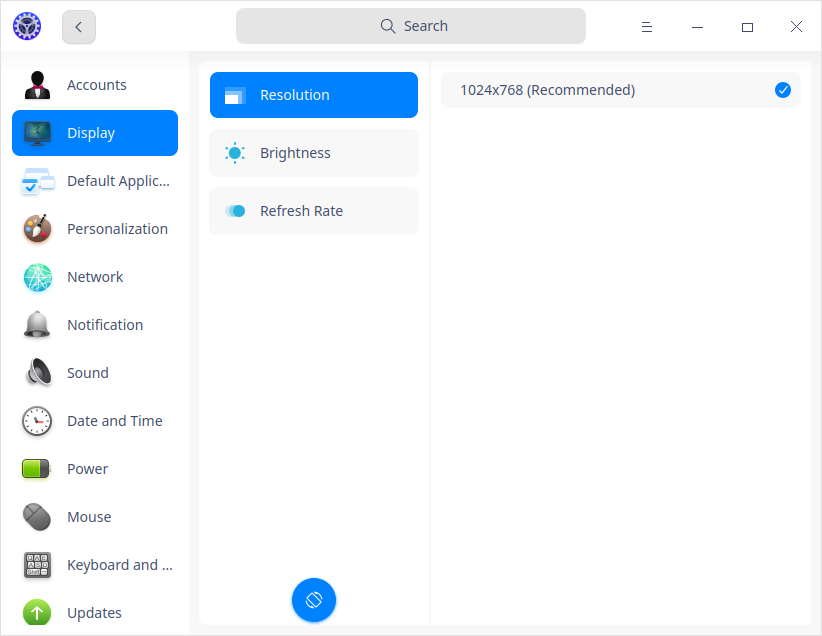 Search
Accounts
Display
Default Applic...
Personalization
Network
Notification
Sound
Date and Time
Power
Mouse
Keyboard and ...
Updates
Resolution
Brightness
Refresh Rate
1024x768 (Recommended)